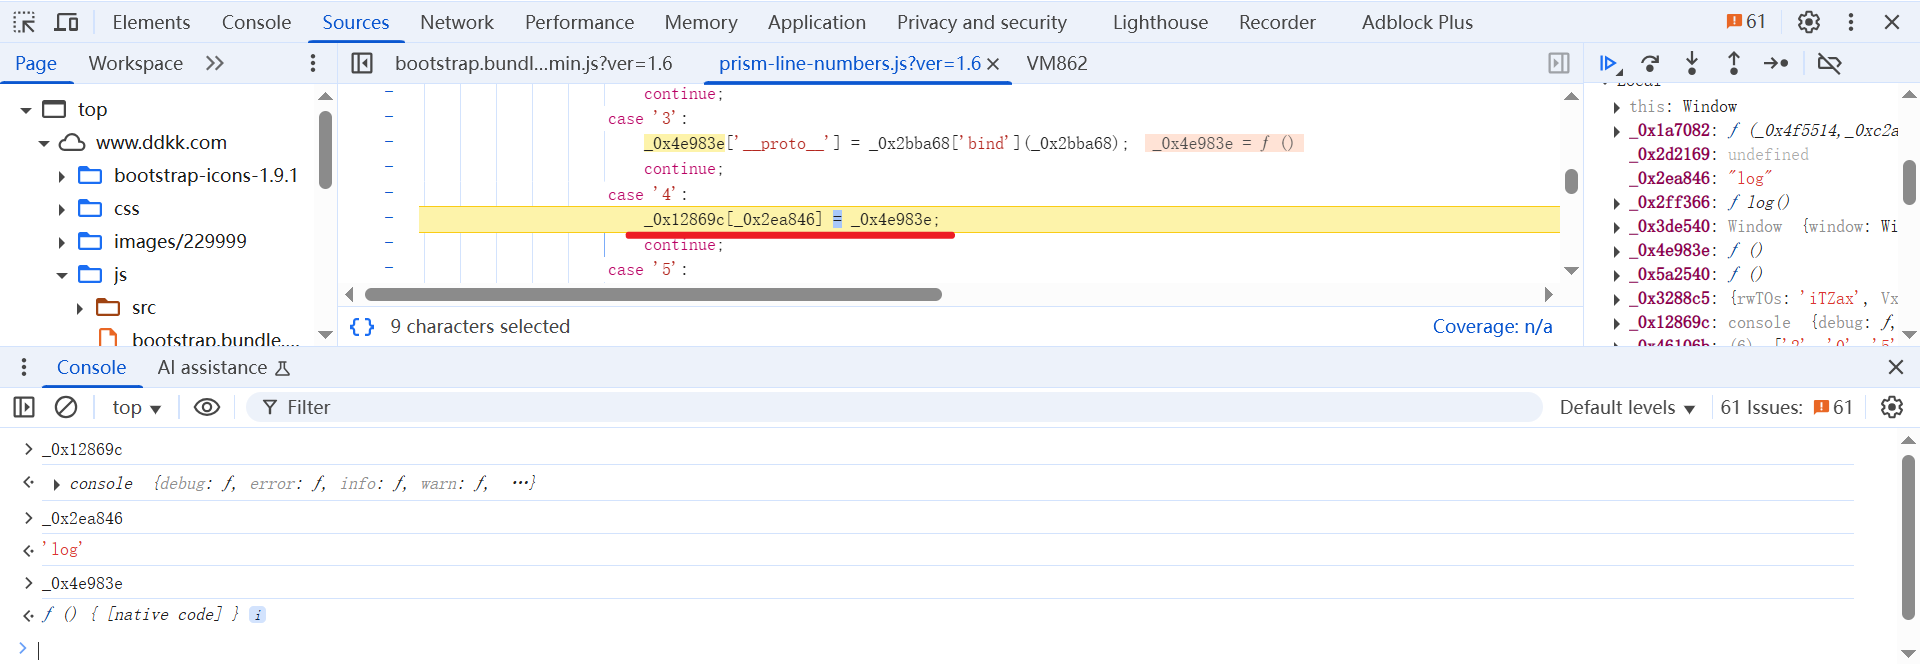 Elements Console Sources Network Performance Memory Application Privacy and security Lighthouse Recorder Adblock Plus 61
Page Workspace bootstrap.bundl…min.js?ver=1.6 prism-line-numbers.js?ver=1.6 VM862
top
www.ddkk.com
bootstrap-icons-1.9.1
css
images/229999
js
src
bootstrap.bundle....
continue;
case '3':
_0x4e983e['__proto__'] = _0x2bba68['bind'](_0x2bba68); _0x4e983e = ƒ ()
continue;
case '4':
_0x12869c[_0x2ea846] = _0x4e983e;
continue;
case '5':
{} 9 characters selected Coverage: n/a
Local
this: Window
_0x1a7082: ƒ (_0x4f5514,_0xc2a
_0x2d2169: undefined
_0x2ea846: "log"
_0x2ff366: ƒ log()
_0x3de540: Window {window: Wi
_0x4e983e: ƒ ()
_0x5a2540: ƒ ()
_0x3288c5: {rwTOs: 'iTZax', Vx
_0x12869c: console {debug: ƒ,
_0x46106b: (6) ['2', '0', '5'
Console AI assistance
top Filter Default levels 61 Issues: 61
_0x12869c
console {debug: ƒ, error: ƒ, info: ƒ, warn: ƒ, …}
_0x2ea846
'log'
_0x4e983e
ƒ () { [native code] } i